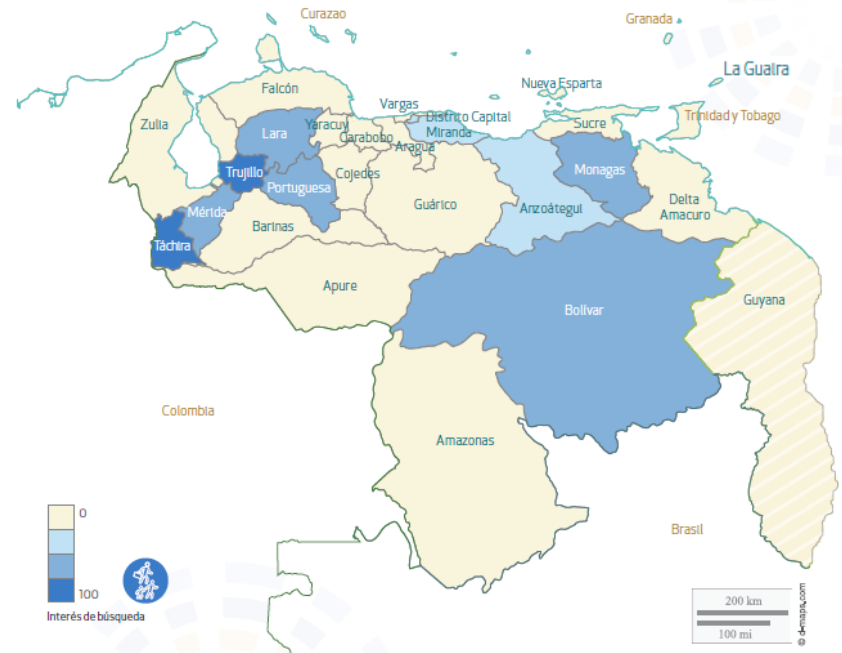 Curazao
Granada
La Guaira
Falcón
Vargas
Nueva Esparta
Zulia
Lara
Yaracuy
Carabobo
Distrito Capital
Miranda
Aragua
Sucre
Trinidad y Tobago
Trujillo
Portuguesa
Cojedes
Monagas
Mérida
Guárico
Anzoátegui
Delta
Amacuro
Barinas
Táchira
Apure
Bolívar
Guyana
Colombia
Amazonas
Brasil
0
100
Interés de búsqueda
200 km
100 mi
© d-maps.com